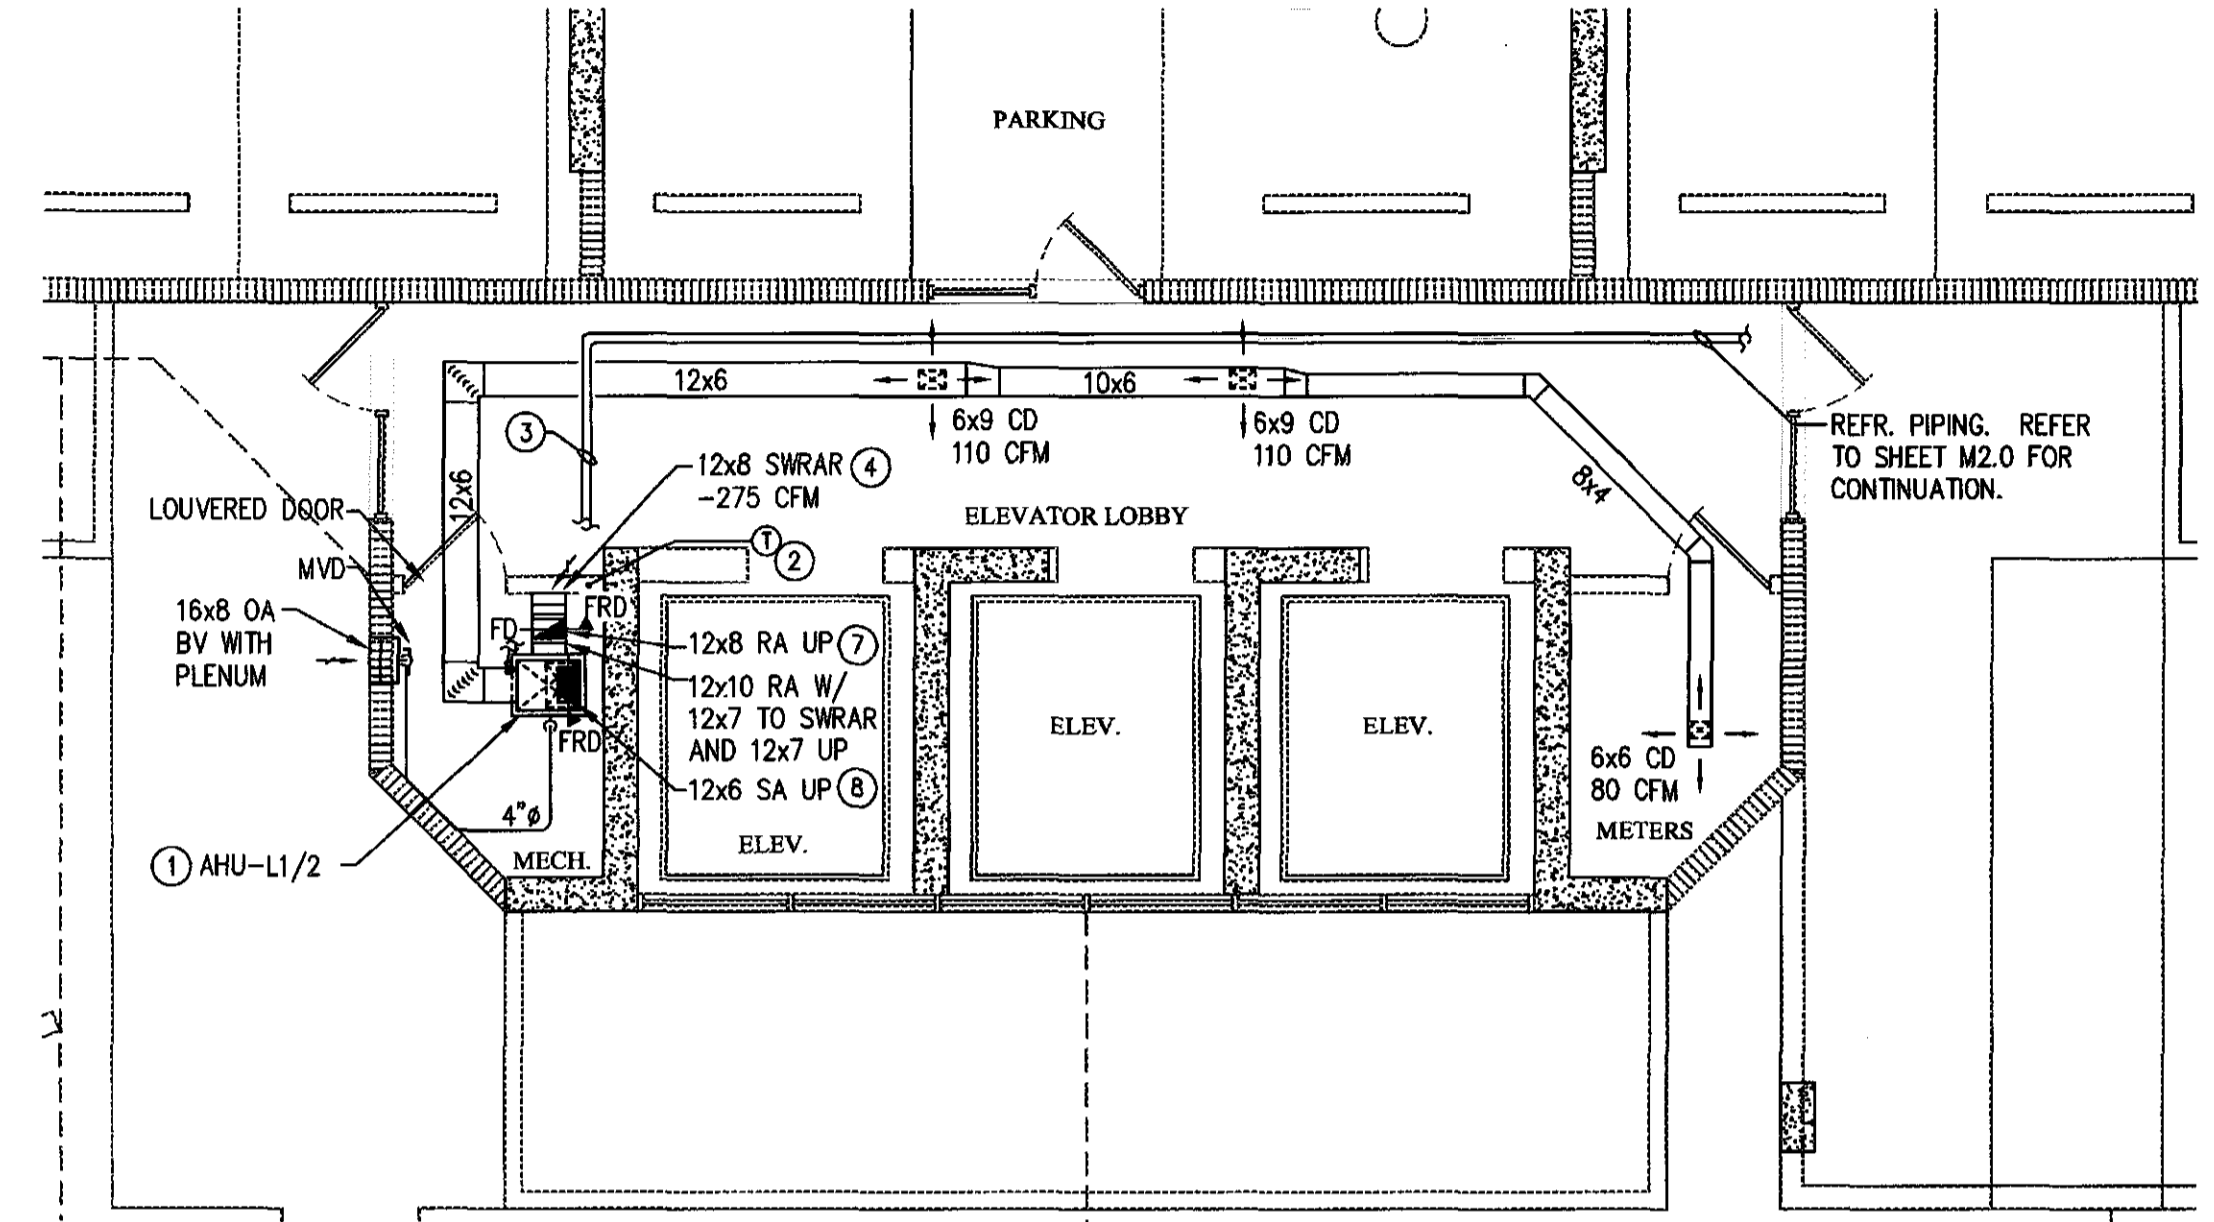 PARKING
12x6
10x6
6x9 CD
110 CFM
6x9 CD
110 CFM
3
12x8 SWRAR 4
-275 CFM
12x6
8x4
REFR. PIPING. REFER
TO SHEET M2.0 FOR
CONTINUATION.
LOUVERED DOOR
ELEVATOR LOBBY
MVD
T
2
16x8 OA
BV WITH
PLENUM
FRD
FD
12x8 RA UP 7
12x10 RA W/
12x7 TO SWRAR
AND 12x7 UP
FRD
12x6 SA UP 8
ELEV.
ELEV.
6x6 CD
80 CFM
METERS
4"ø
ELEV.
MECH.
1 AHU-L1/2